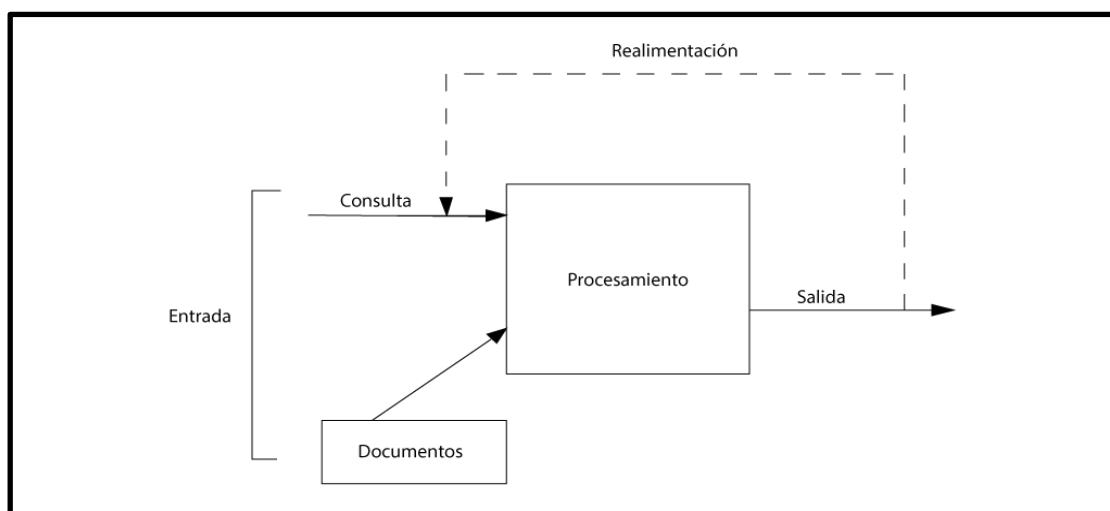 Realimentación
Consulta
Procesamiento
Salida
Entrada
Documentos